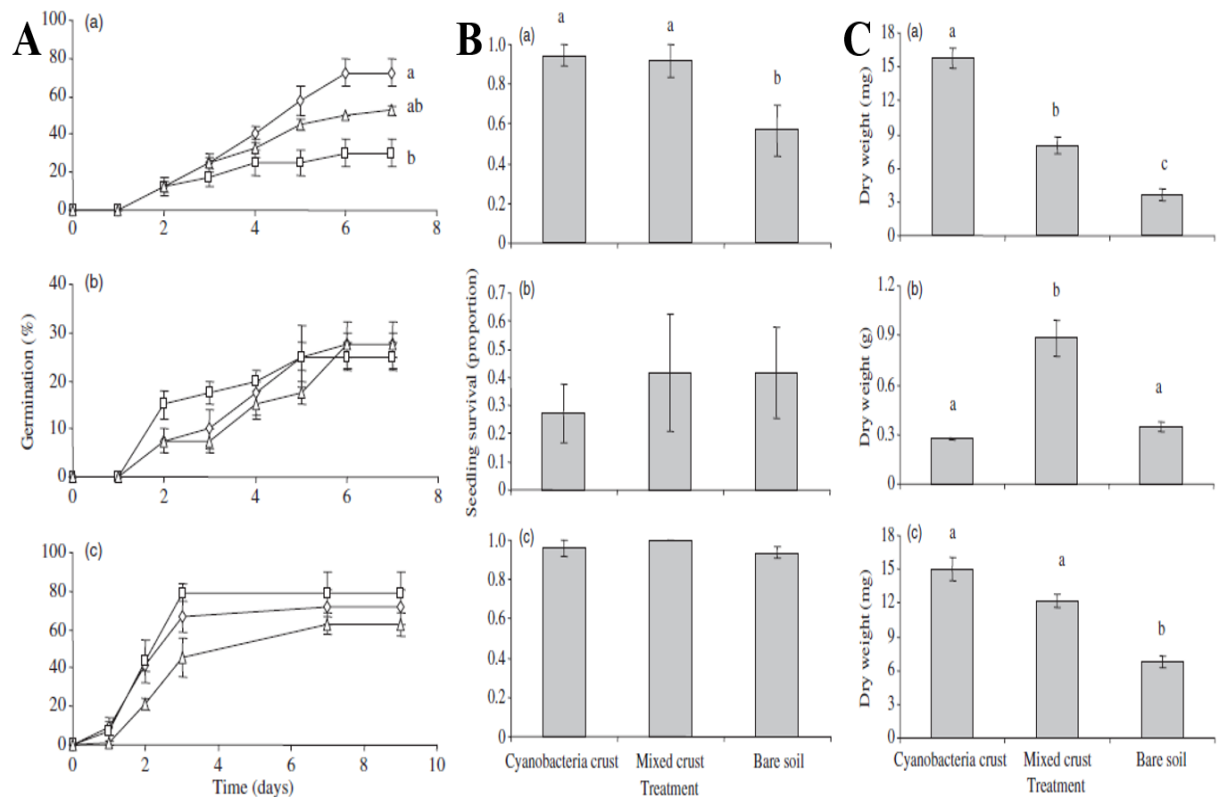 A
(a)
100
80
60
40
20
0
a
ab
b
0 2 4 6 8
(b)
40
30
20
10
0
0 2 4 6 8
Germination (%)
(c)
100
80
60
40
20
0
0 2 4 6 8 10
Time (days)
B
(a)
a a b
1.0
0.8
0.6
0.4
0.2
0
(b)
0.7
0.6
0.5
0.4
0.3
0.2
0.1
0
Seedling survival (proportion)
(c)
1.0
0.8
0.6
0.4
0.2
0
Cyanobacteria crust Mixed crust Bare soil
Treatment
C
(a)
a b c
18
15
12
9
6
3
0
Dry weight (mg)
(b)
a b a
1.2
0.9
0.6
0.3
0
Dry weight (g)
(c)
a a b
18
15
12
9
6
3
0
Dry weight (mg)
Cyanobacteria crust Mixed crust Bare soil
Treatment